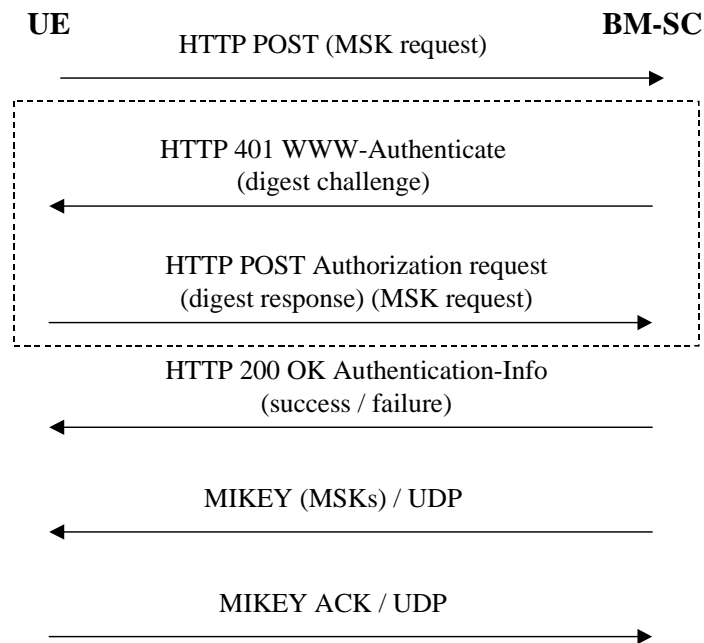 UE
BM-SC
HTTP POST (MSK request)
HTTP 401 WWW-Authenticate
(digest challenge)
HTTP POST Authorization request
(digest response) (MSK request)
HTTP 200 OK Authentication-Info
(success / failure)
MIKEY (MSKs) / UDP
MIKEY ACK / UDP